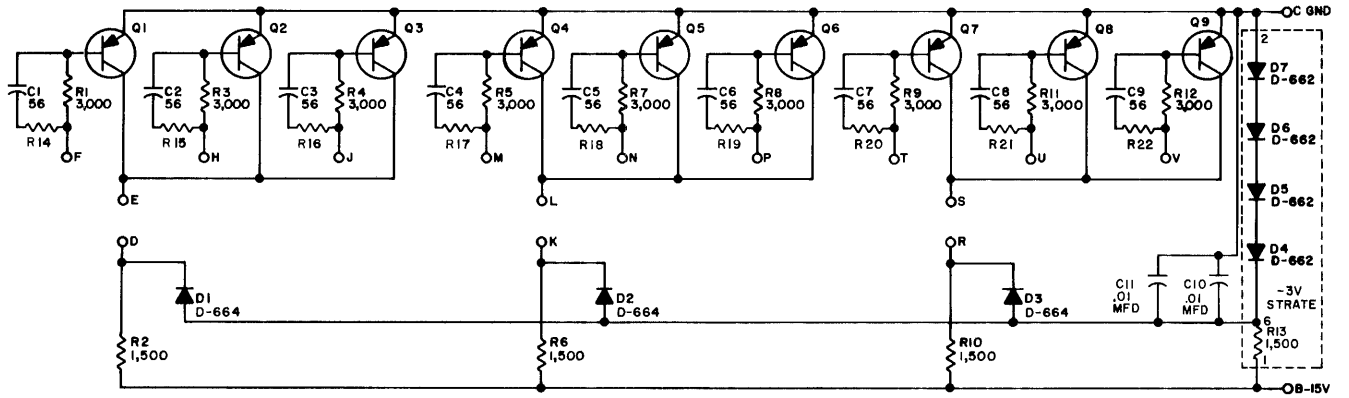 Q1
Q2
Q3
Q4
Q5
Q6
Q7
Q8
Q9
C GND
C1
56
R1
3,000
C2
56
R3
3,000
C3
56
R4
3,000
C4
56
R5
3,000
C5
56
R7
3,000
C6
56
R8
3,000
C7
56
R9
3,000
C8
56
R11
3,000
C9
56
R12
3,000
2
D7
D-662
D6
D-662
D5
D-662
D4
D-662
R14
R15
R16
R17
R18
R19
R20
R21
R22
F
H
J
M
N
P
T
U
V
E
L
S
D
K
R
D1
D-664
D2
D-664
D3
D-664
C11
.01
MFD
C10
.01
MFD
-3V
STRATE
6
R13
1,500
1
R2
1,500
R6
1,500
R10
1,500
B-15V